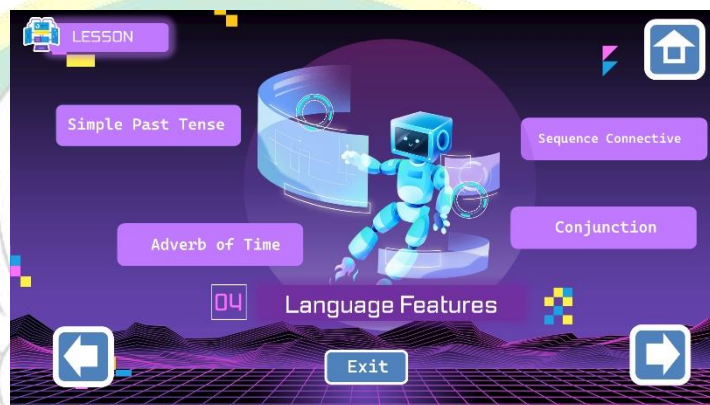 LESSON
Simple Past Tense
Sequence Connective
Adverb of Time
Conjunction
04
Language Features
Exit